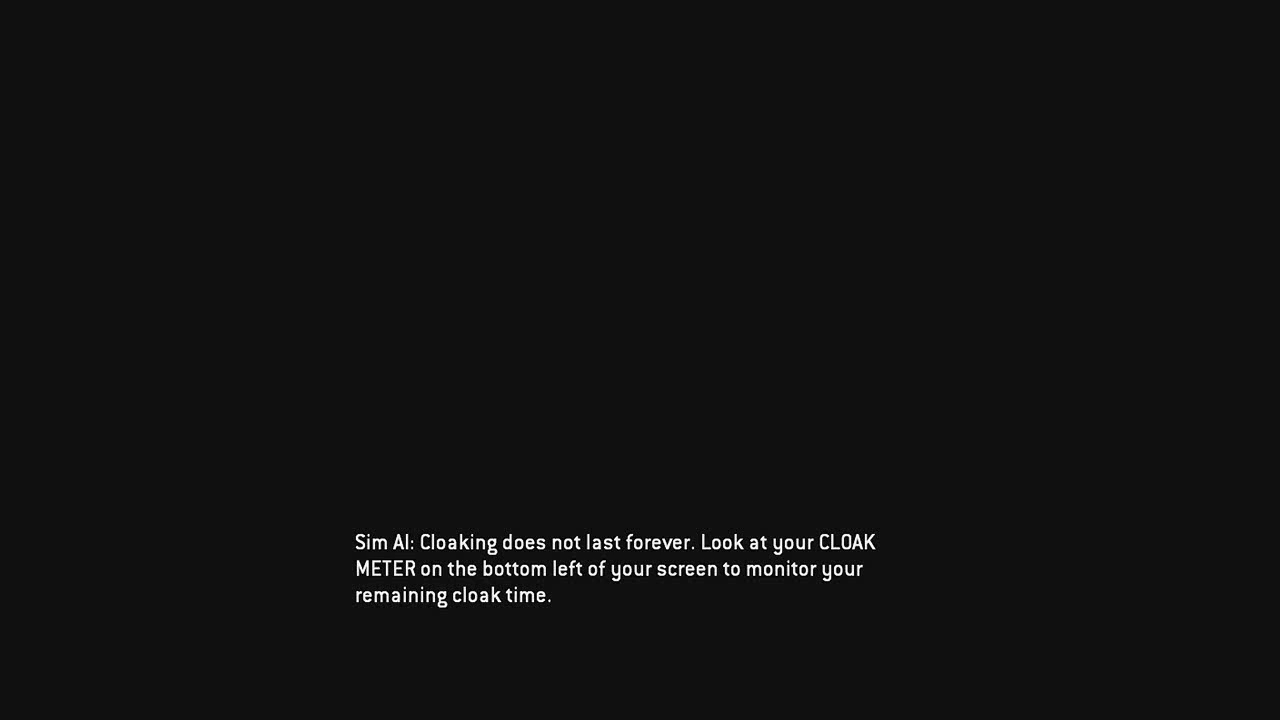 Sim AI: Cloaking does not last forever. Look at your CLOAK
METER on the bottom left of your screen to monitor your
remaining cloak time.